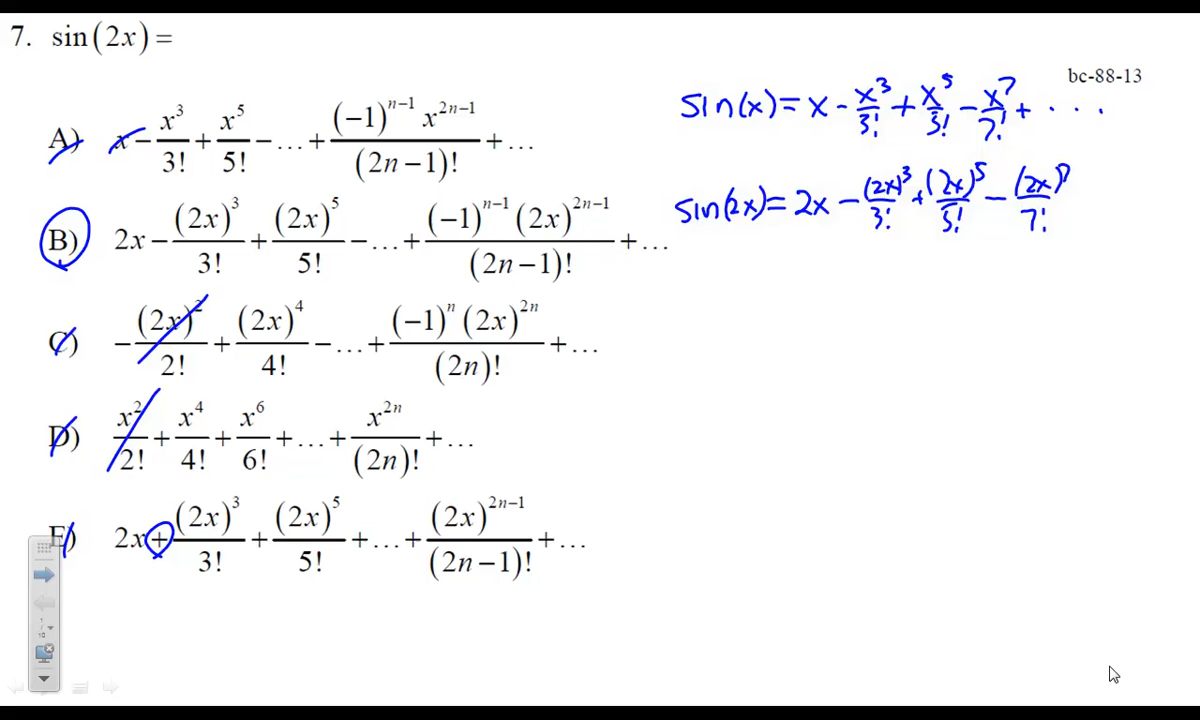 7. sin(2x) =
bc-88-13
sin(x) = x - x³/3! + x⁵/5! - x⁷/7! + ....
A) x - x³/3! + x⁵/5! - ... + (-1)ⁿ⁻¹ x²ⁿ⁻¹/(2n-1)! + ...
sin(2x) = 2x - (2x)³/3! + (2x)⁵/5! - (2x)⁷/7!
B) 2x - (2x)³/3! + (2x)⁵/5! - ... + (-1)ⁿ⁻¹ (2x)²ⁿ⁻¹/(2n-1)! + ...
C) -(2x)²/2! + (2x)⁴/4! - ... + (-1)ⁿ (2x)²ⁿ/(2n)! + ...
D) x²/2! + x⁴/4! + x⁶/6! + ... + x²ⁿ/(2n)! + ...
E) 2x + (2x)³/3! + (2x)⁵/5! + ... + (2x)²ⁿ⁻¹/(2n-1)! + ...